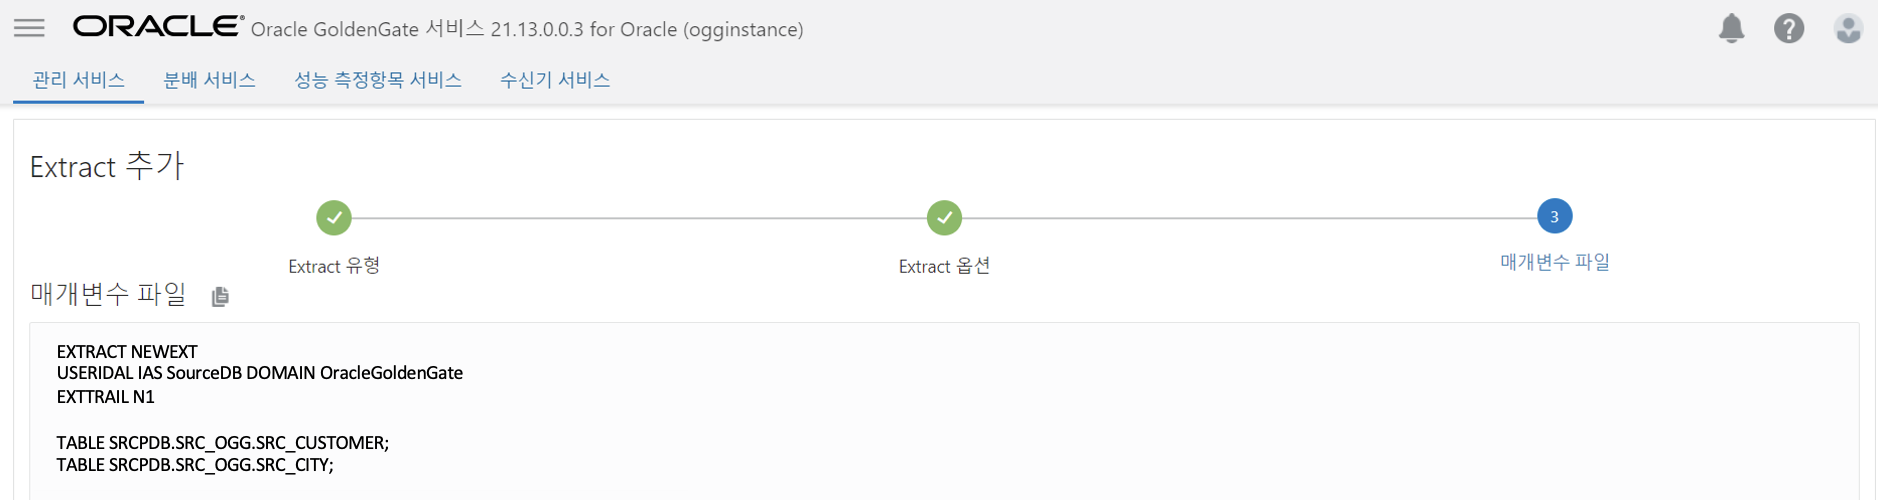 ORACLE® Oracle GoldenGate 서비스 21.13.0.0.3 for Oracle (ogginstance)
관리 서비스 분배 서비스 성능 측정항목 서비스 수신기 서비스
Extract 추가
3
Extract 유형 Extract 옵션 매개변수 파일
매개변수 파일
EXTRACT NEWEXT
USERIDAL IAS SourceDB DOMAIN OracleGoldenGate
EXTTRAIL N1
TABLE SRCPDB.SRC_OGG.SRC_CUSTOMER;
TABLE SRCPDB.SRC_OGG.SRC_CITY;